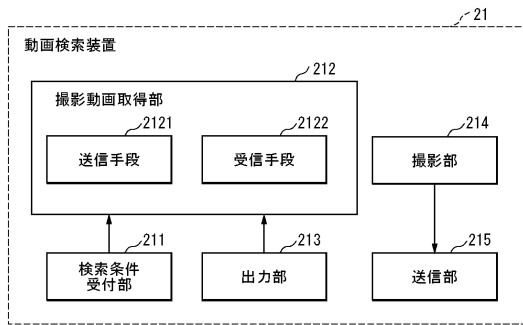 21
動画検索装置
212
撮影動画取得部
2121
送信手段
2122
受信手段
214
撮影部
211
検索条件
受付部
213
出力部
215
送信部